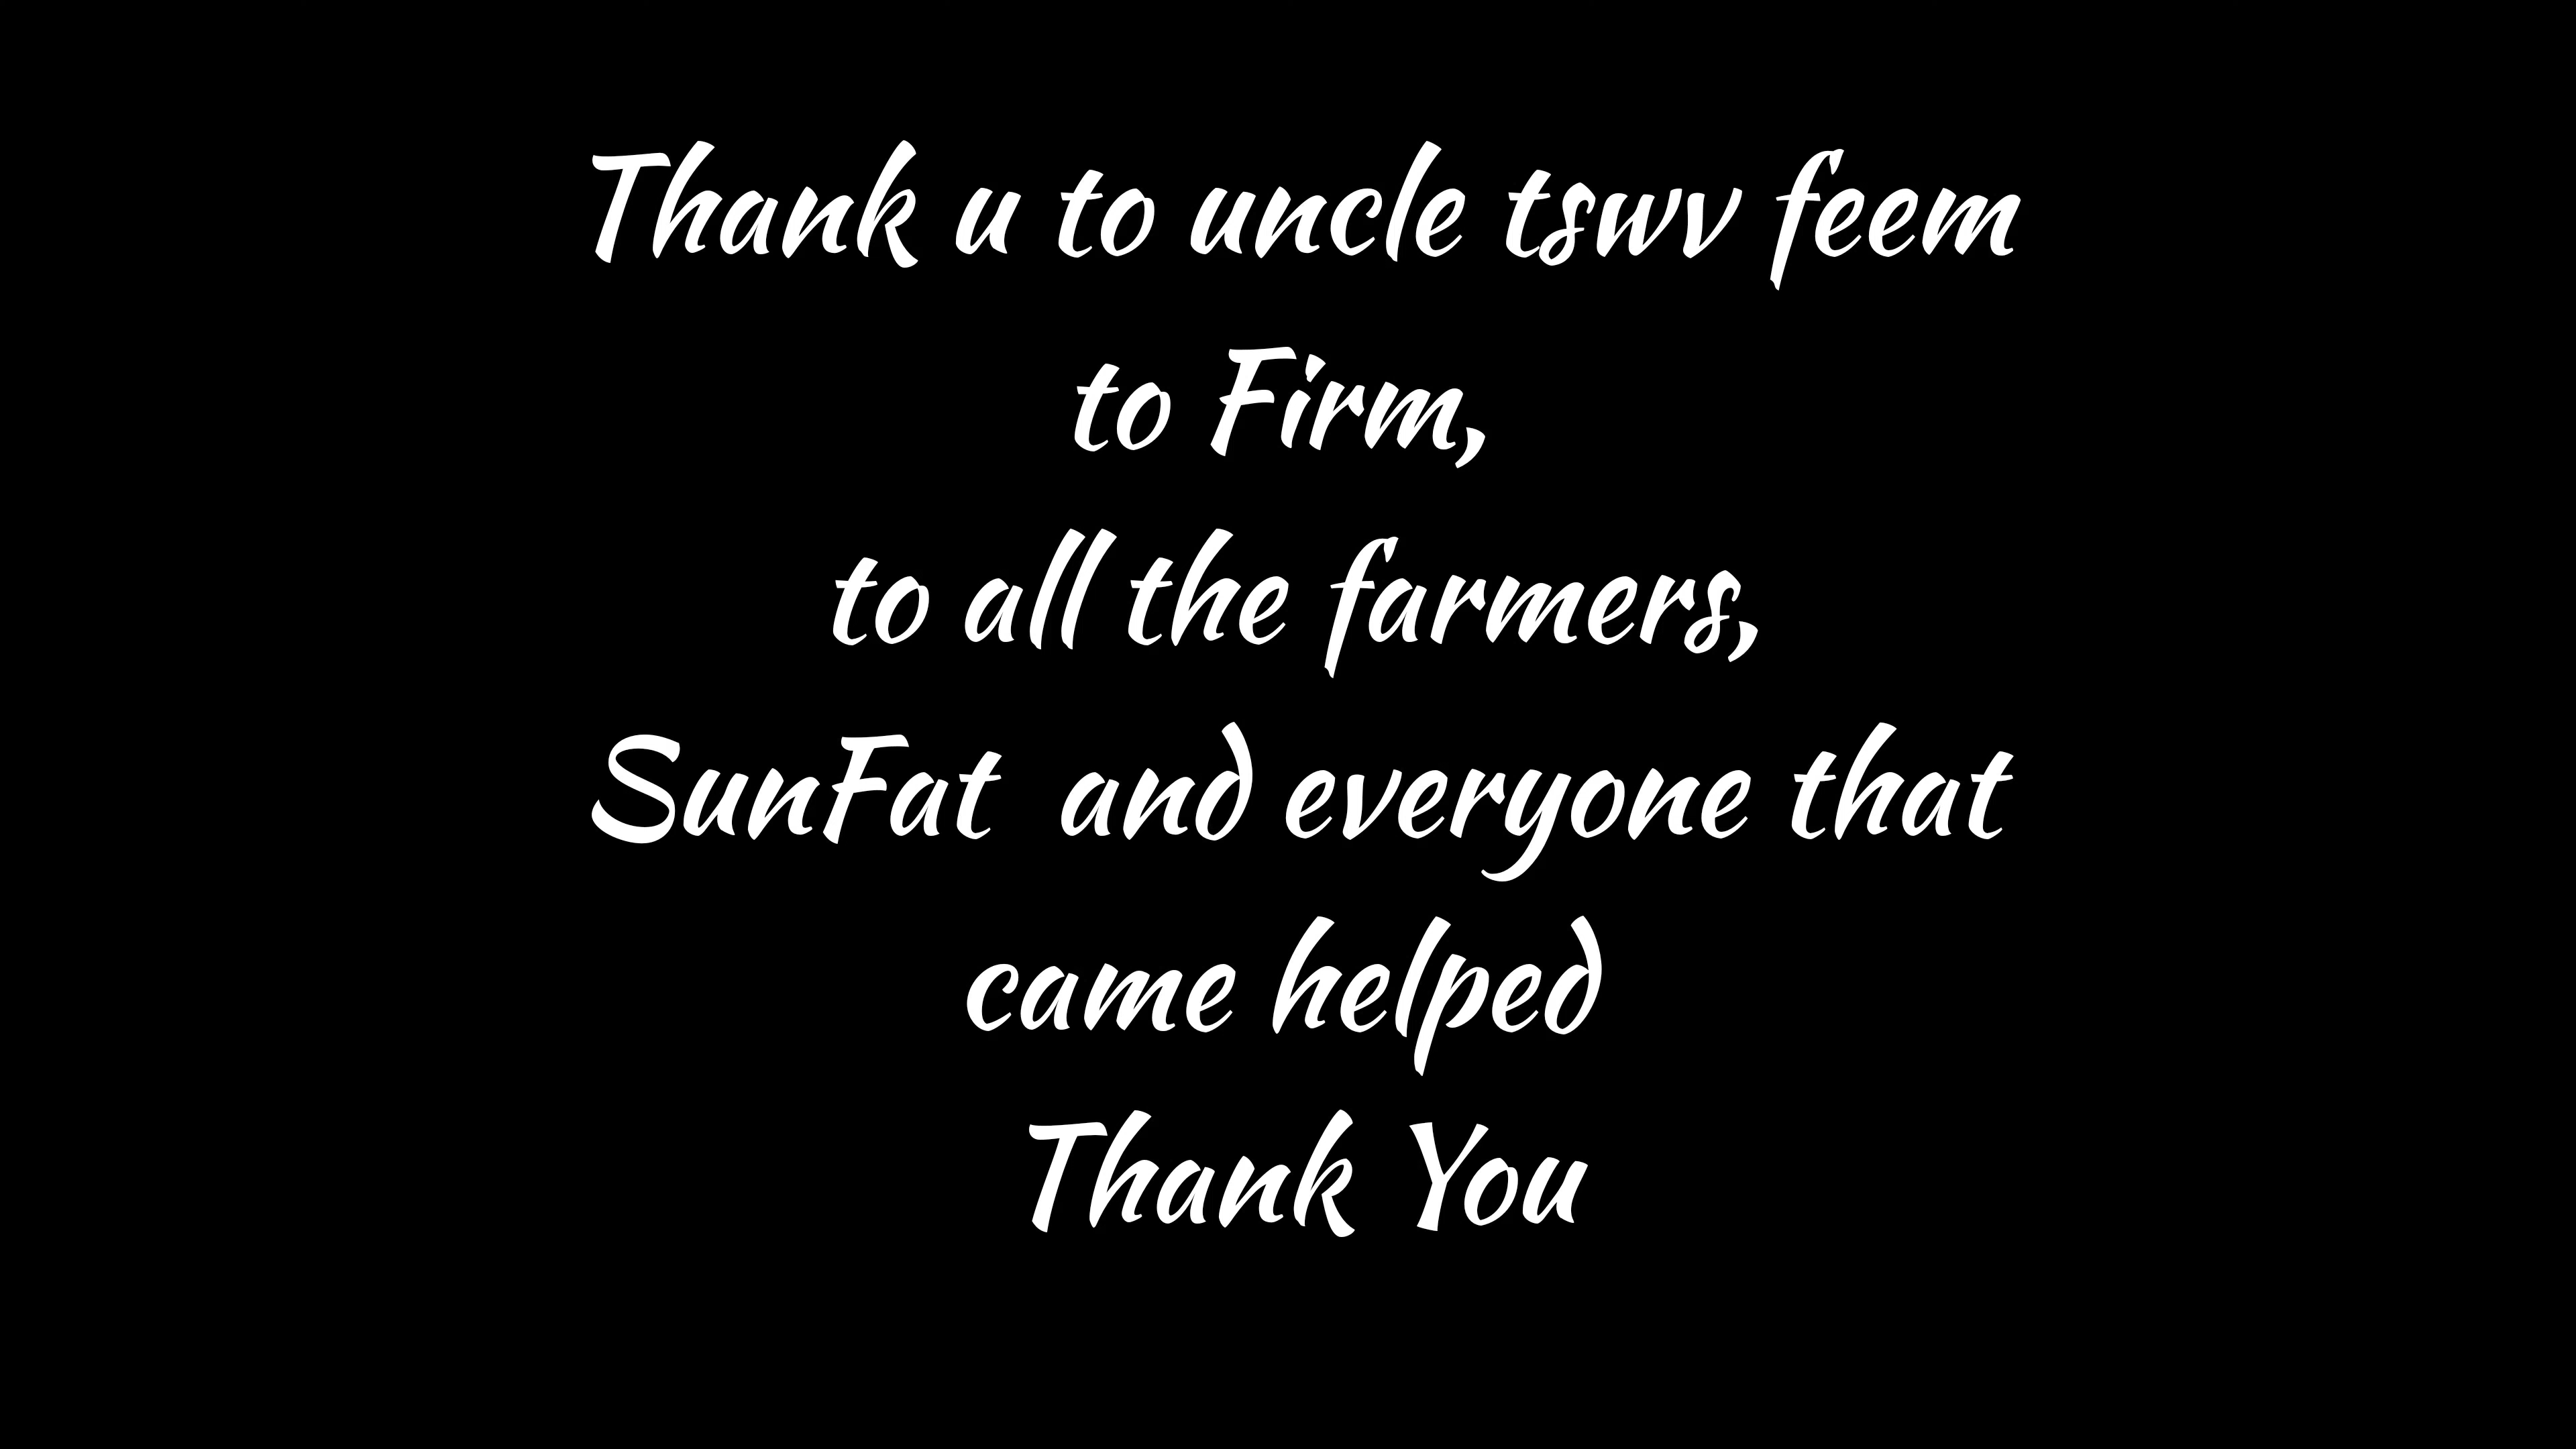 Thank u to uncle tswv feem
to Firm,
to all the farmers,
SunFat  and everyone that
came helped
Thank You